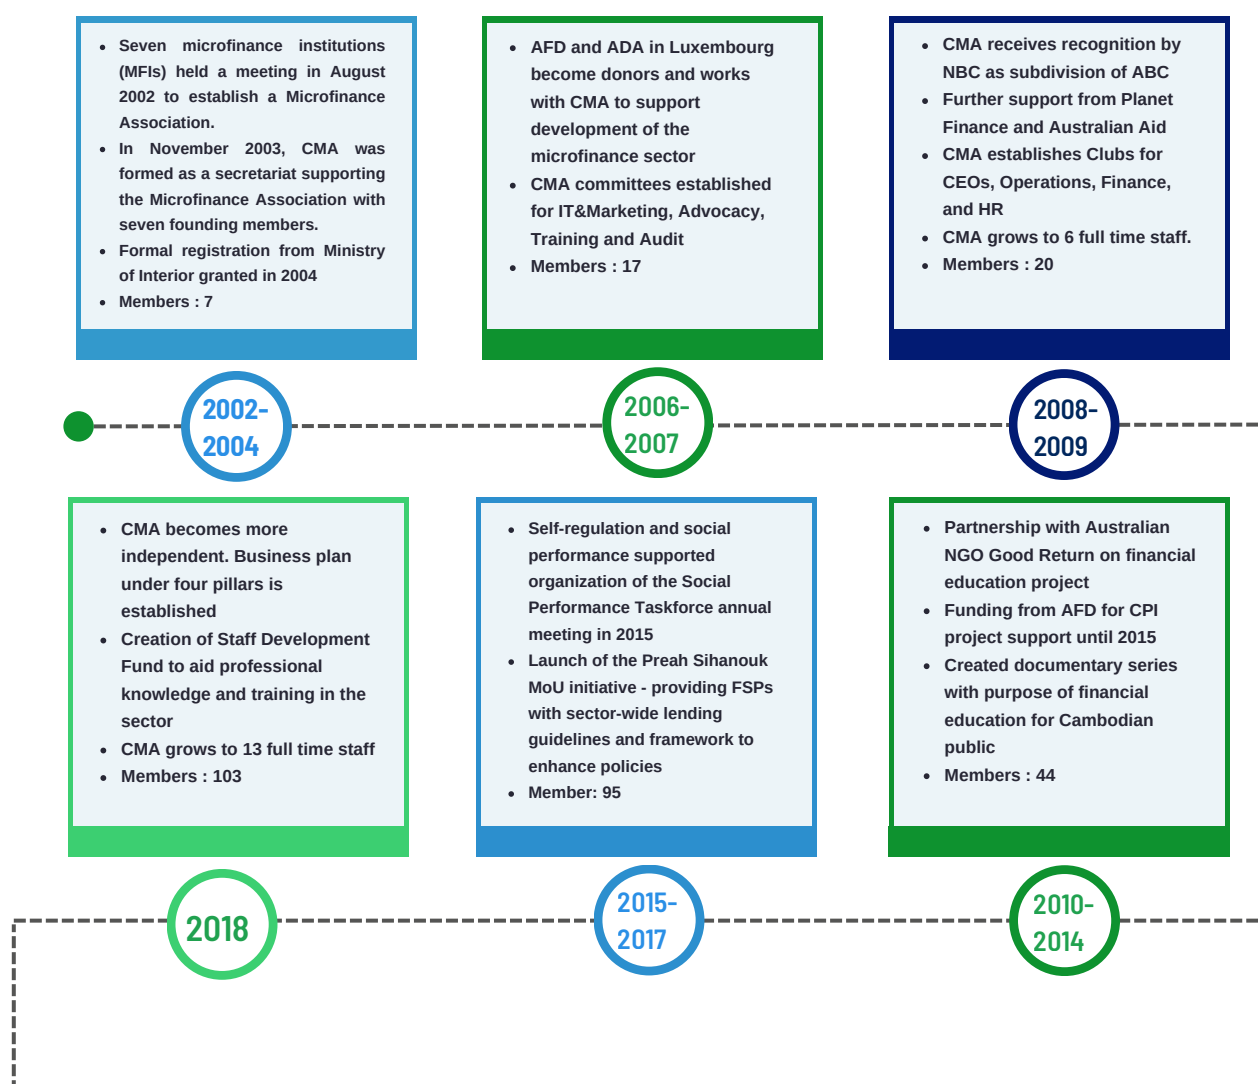 Seven microfinance institutions
(MFIs) held a meeting in August
2002 to establish a Microfinance
Association.
In November 2003, CMA was
formed as a secretariat supporting
the Microfinance Association with
seven founding members.
Formal registration from Ministry
of Interior granted in 2004
Members : 7
2002-
2004
AFD and ADA in Luxembourg
become donors and works
with CMA to support
development of the
microfinance sector
CMA committees established
for IT&Marketing, Advocacy,
Training and Audit
Members : 17
2006-
2007
CMA receives recognition by
NBC as subdivision of ABC
Further support from Planet
Finance and Australian Aid
CMA establishes Clubs for
CEOs, Operations, Finance,
and HR
CMA grows to 6 full time staff.
Members : 20
2008-
2009
CMA becomes more
independent. Business plan
under four pillars is
established
Creation of Staff Development
Fund to aid professional
knowledge and training in the
sector
CMA grows to 13 full time staff
Members : 103
2018
Self-regulation and social
performance supported
organization of the Social
Performance Taskforce annual
meeting in 2015
Launch of the Preah Sihanouk
MoU initiative - providing FSPs
with sector-wide lending
guidelines and framework to
enhance policies
Member: 95
2015-
2017
Partnership with Australian
NGO Good Return on financial
education project
Funding from AFD for CPI
project support until 2015
Created documentary series
with purpose of financial
education for Cambodian
public
Members : 44
2010-
2014